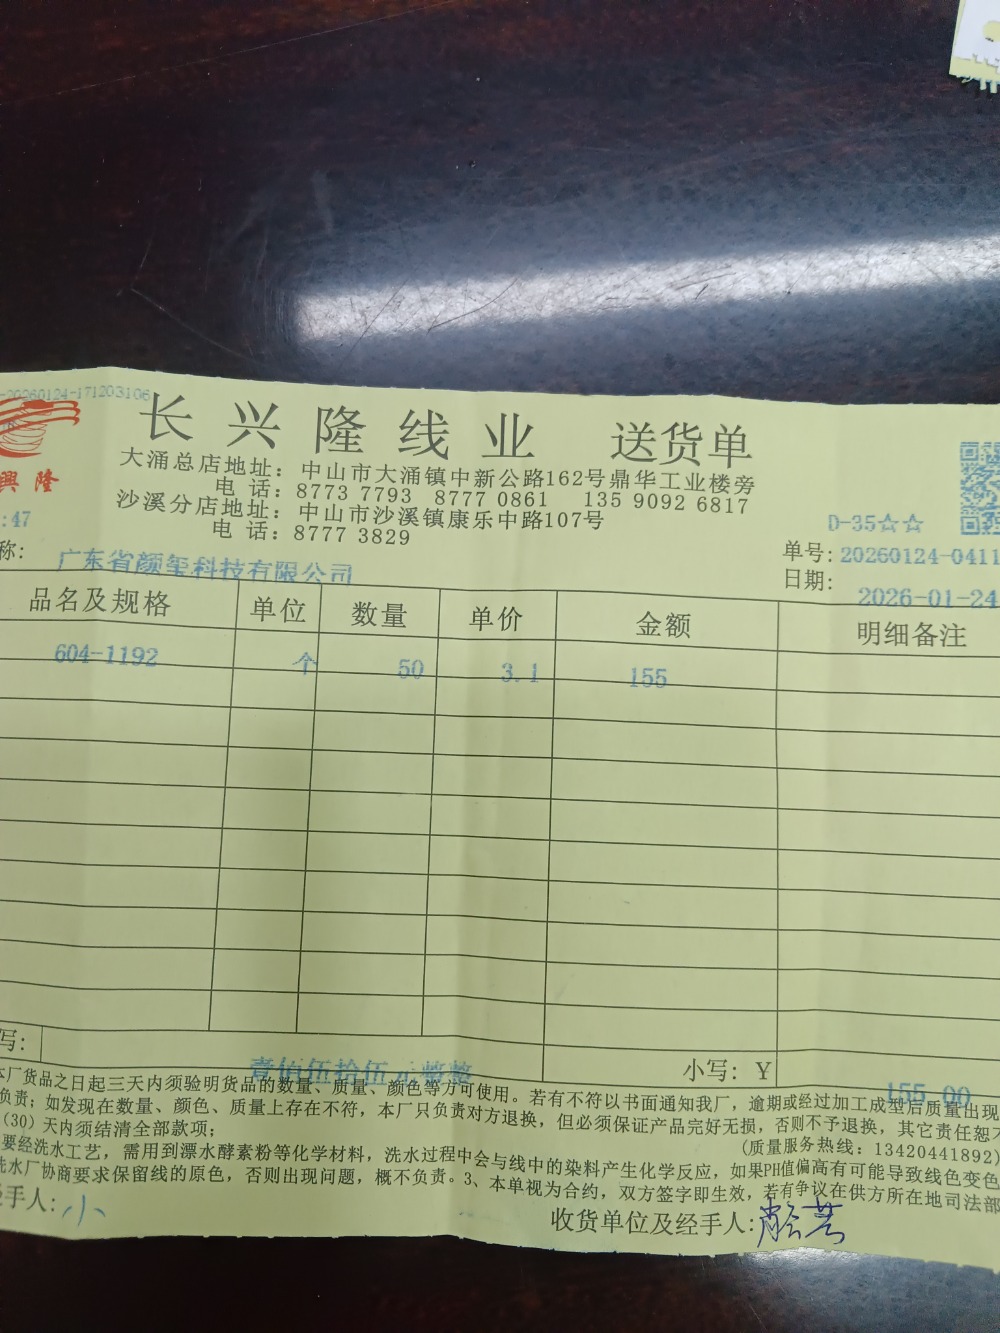 -20260124-171203106
長 兴 隆 线 业 送货单
大涌总店地址：中山市大涌镇中新公路162号鼎华工业楼旁
电 话：8773 7793 8777 0861 135 9092 6817
興 隆
沙溪分店地址：中山市沙溪镇康乐中路107号
电 话：8777 3829
:47
D-35☆☆
称:
广东省颜玺科技有限公司
单号: 20260124-0411
日期: 2026-01-24
品名及规格 单位 数量 单价 金额 明细备注
604-1192 个 50 3.1 155
写: 壹佰伍拾伍元整整 小写: Y 155.00
本厂货品之日起三天内须验明货品的数量、质量、颜色等方可使用。若有不符以书面通知我厂，逾期或经过加工成型后质量出现
负责；如发现在数量、颜色、质量上存在不符，本厂只负责对方退换，但必须保证产品完好无损，否则不予退换，其它责任恕不
（30）天内须结清全部款项；
(质量服务热线：13420441892)
要经洗水工艺，需用到漂水酵素粉等化学材料，洗水过程中会与线中的染料产生化学反应，如果PH值偏高有可能导致线色变色
洗水厂协商要求保留线的原色，否则出现问题，概不负责。3、本单视为合约，双方签字即生效，若有争议在供方所在地司法部
手人: 小
收货单位及经手人: